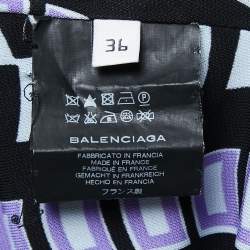 36
BALENCIAGA
FABBRICATO IN FRANCIA
MADE IN FRANCE
FABRIQUÉ EN FRANCE
GEMACHT IN FRANKREICH
HECHO EN FRANCIA
フランス製